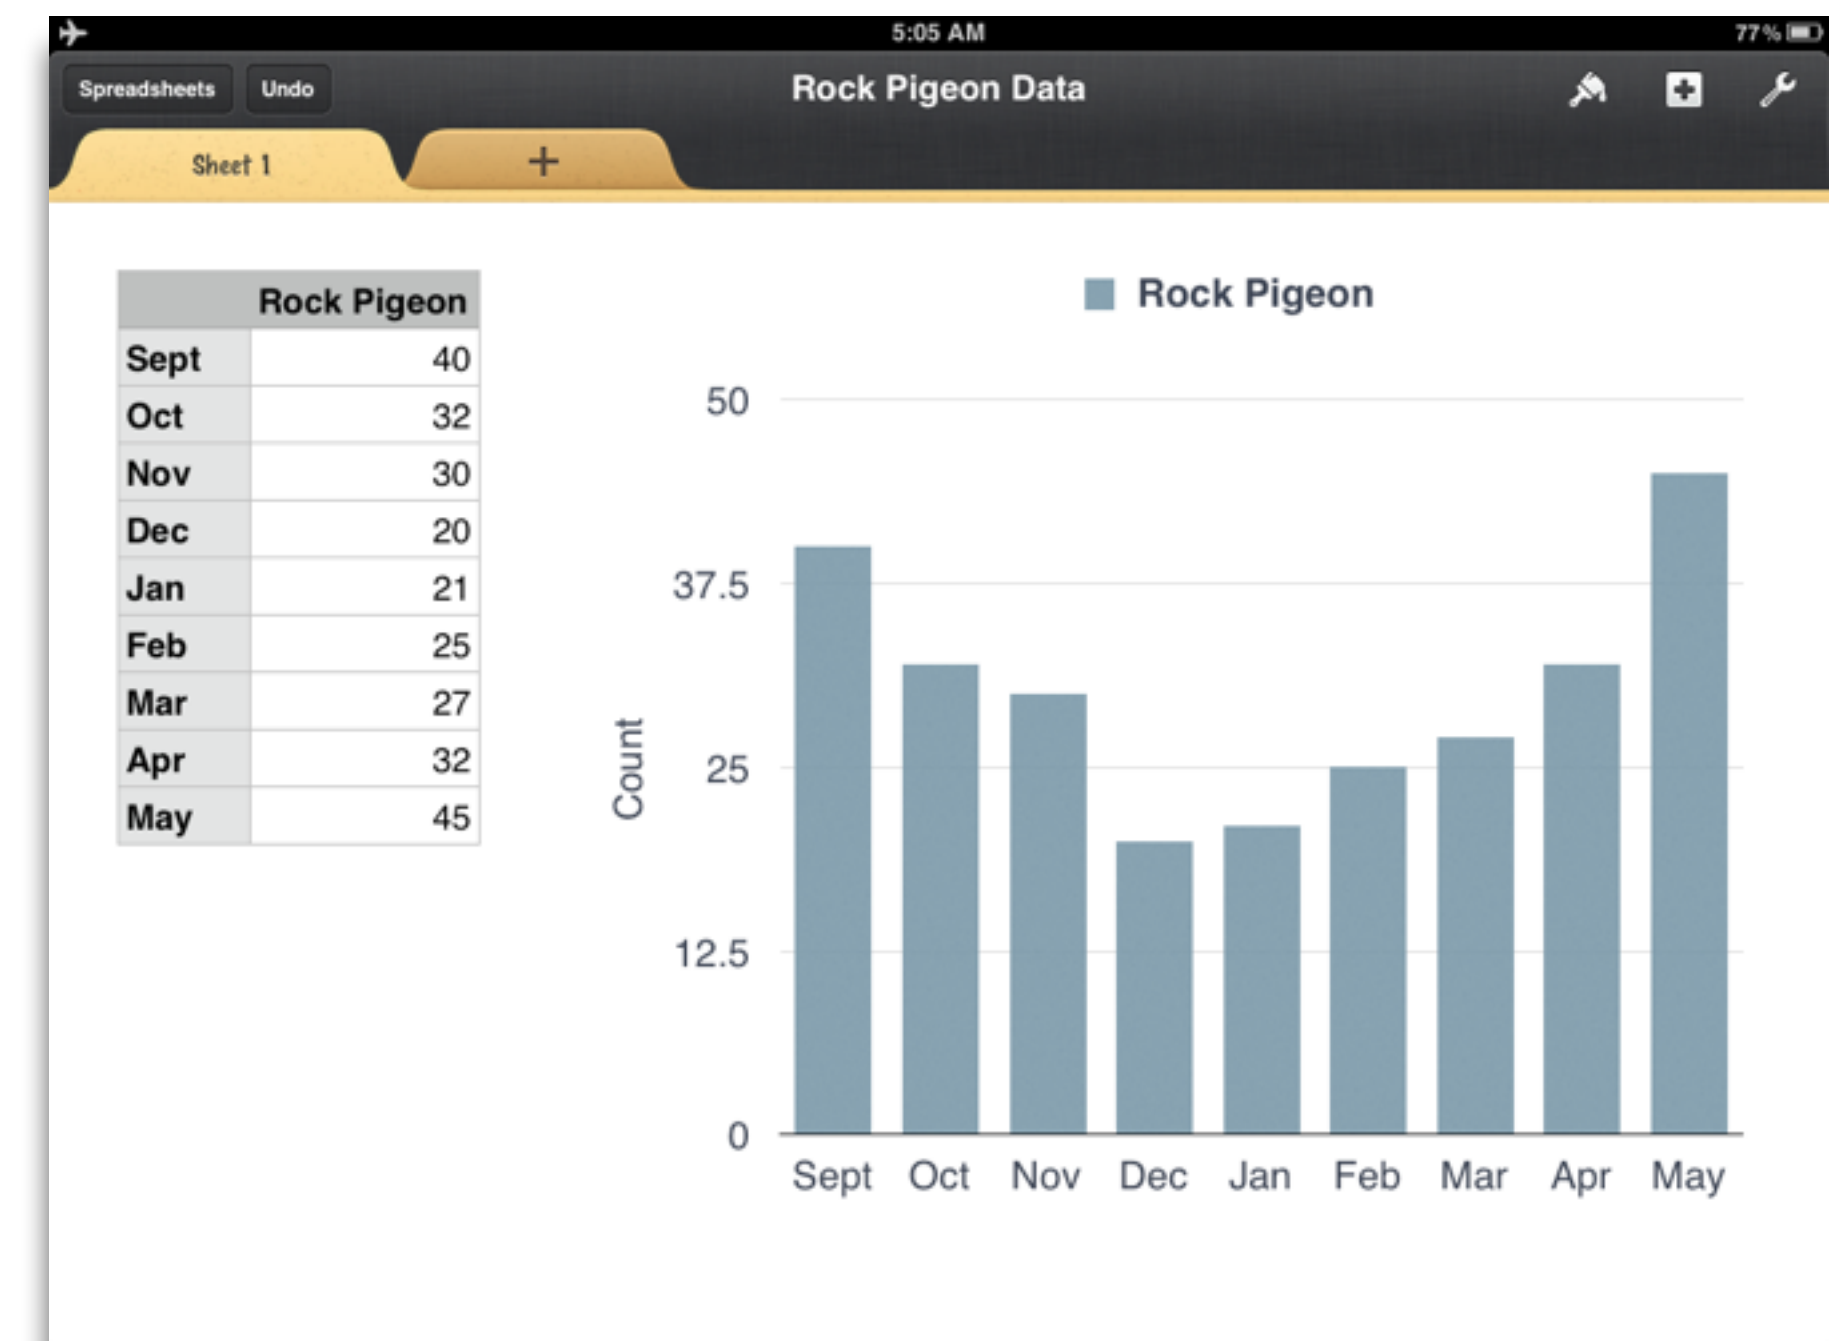 5:05 AM
77%
Spreadsheets
Undo
Rock Pigeon Data
Sheet 1
+
Rock Pigeon
Sept 40
Oct 32
Nov 30
Dec 20
Jan 21
Feb 25
Mar 27
Apr 32
May 45
Rock Pigeon
50
37.5
25
12.5
0
Count
Sept Oct Nov Dec Jan Feb Mar Apr May